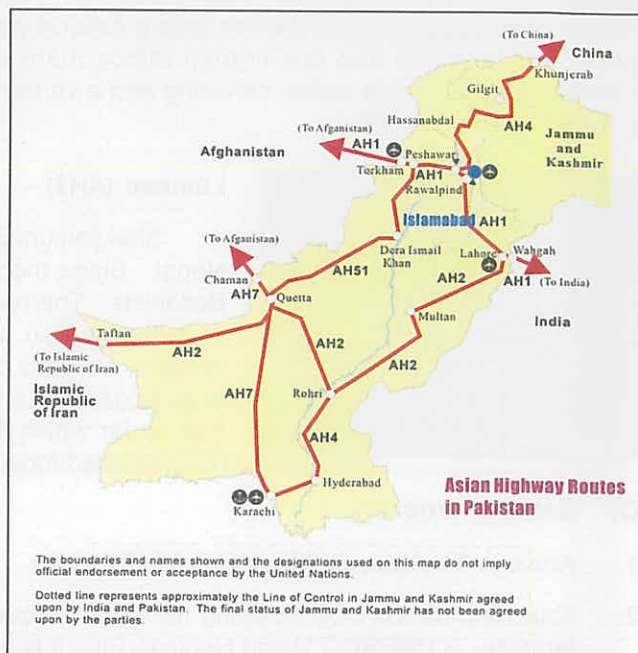 (To China)
China
Khunjerab
Gilgit
Hassanabdal
AH4
(To Afganistan)
Jammu
and
Kashmir
Afghanistan
AH1
Peshawar
Torkham
AH1
Rawalpind
Islamabad
AH1
(To Afganistan)
Dera Ismail
Khan
Lahore
Wahgah
AH1
(To India)
Chaman
AH51
AH2
AH7
Quetta
India
Taftan
Multan
(To Islamic
Republic of Iran)
AH2
AH2
AH2
Islamic
Republic
of Iran
AH7
Rohri
AH4
Hyderabad
Karachi
Asian Highway Routes
in Pakistan
The boundaries and names shown and the designations used on this map do not imply
official endorsement or acceptance by the United Nations.
Dotted line represents approximately the Line of Control in Jammu and Kashmir agreed
upon by India and Pakistan. The final status of Jammu and Kashmir has not been agreed
upon by the parties.